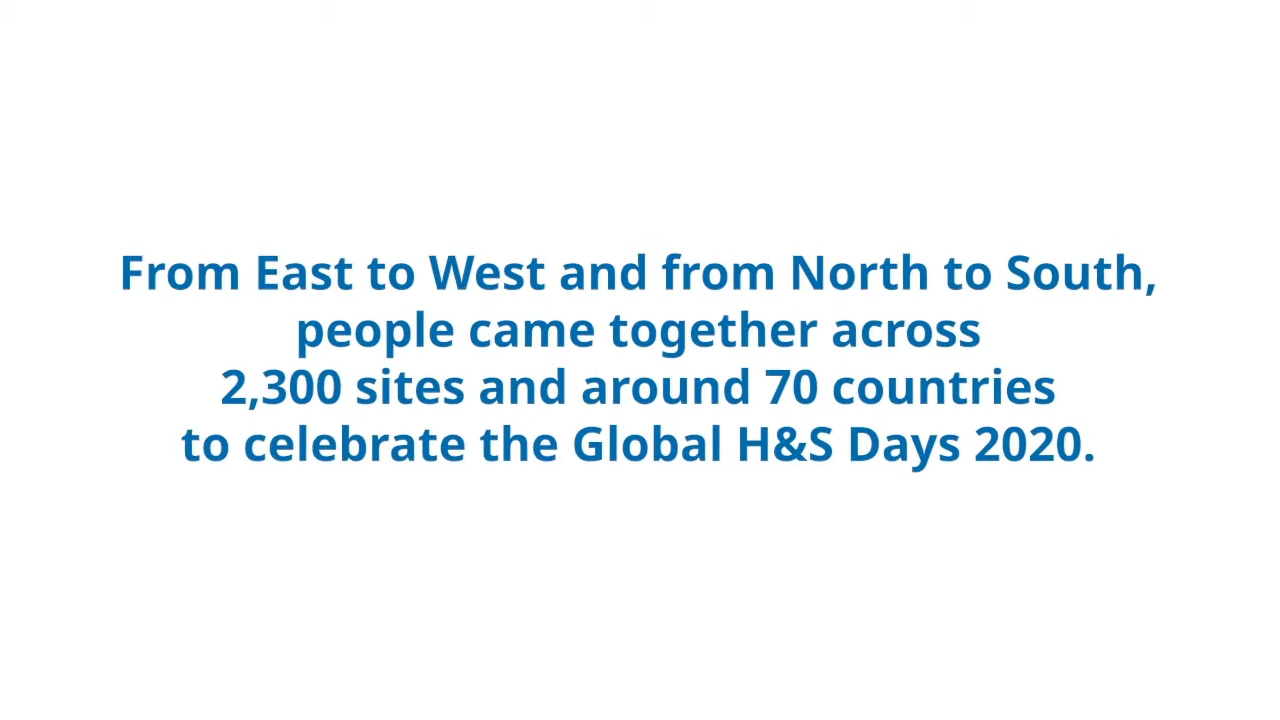 From East to West and from North to South,
people came together across
2,300 sites and around 70 countries
to celebrate the Global H&S Days 2020.